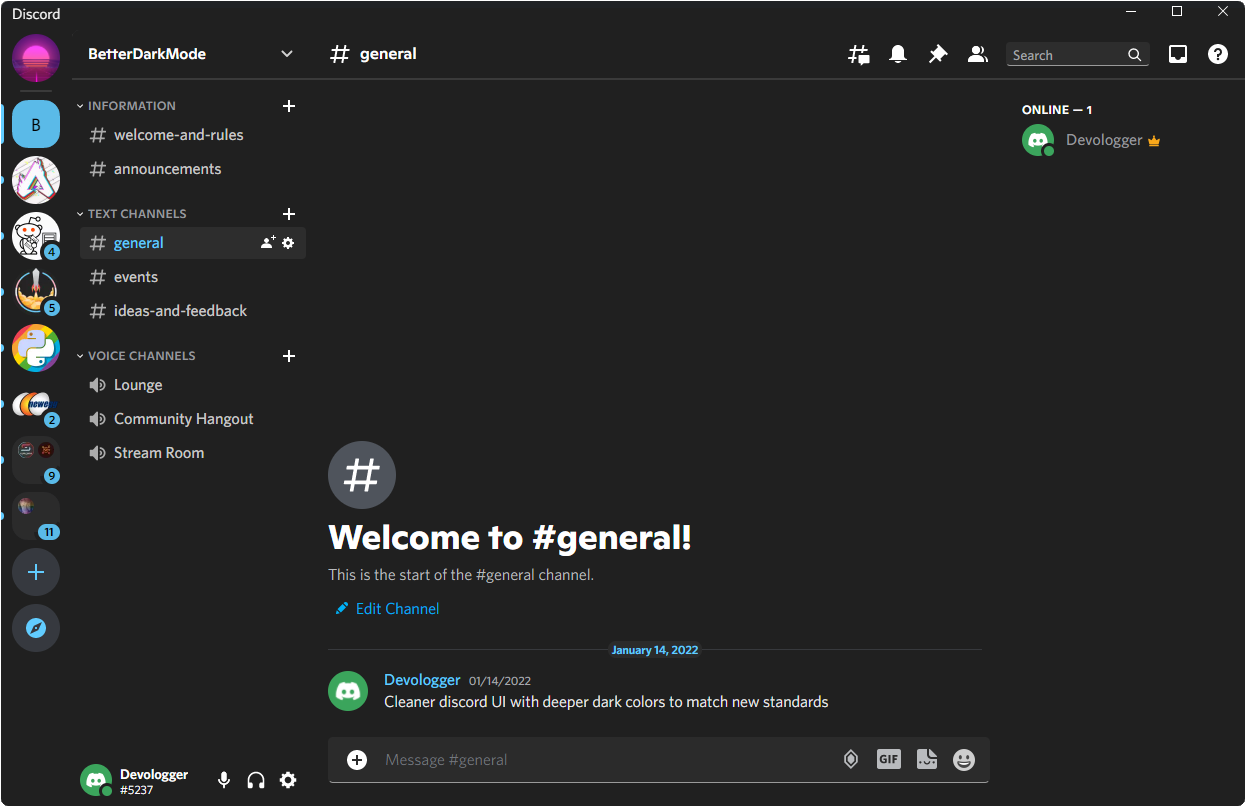 Discord
BetterDarkMode
general
Search
B
4
5
2
9
11
INFORMATION
welcome-and-rules
announcements
TEXT CHANNELS
general
events
ideas-and-feedback
VOICE CHANNELS
Lounge
Community Hangout
Stream Room
Devologger
#5237
#
Welcome to #general!
This is the start of the #general channel.
Edit Channel
January 14, 2022
Devologger 01/14/2022
Cleaner discord UI with deeper dark colors to match new standards
Message #general
GIF
ONLINE — 1
Devologger